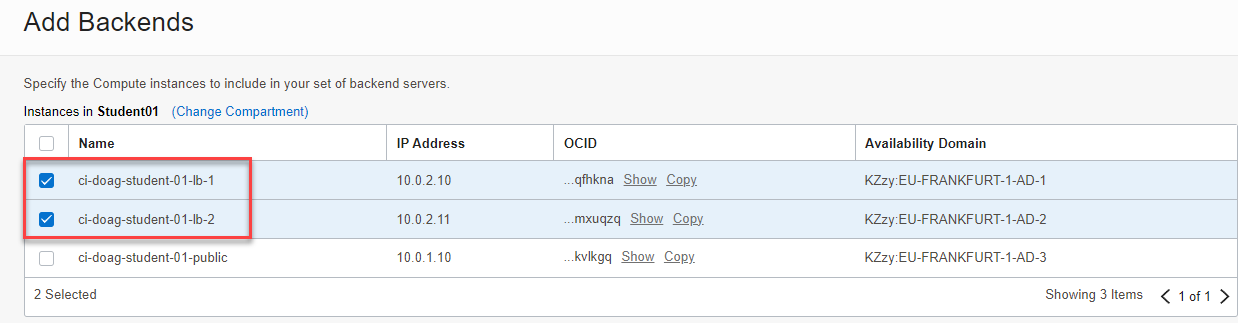 Add Backends
Specify the Compute instances to include in your set of backend servers.
Instances in Student01 (Change Compartment)
Name IP Address OCID Availability Domain
ci-doag-student-01-lb-1 10.0.2.10 ...qfhkna Show Copy KZzy:EU-FRANKFURT-1-AD-1
ci-doag-student-01-lb-2 10.0.2.11 ...mxuqzq Show Copy KZzy:EU-FRANKFURT-1-AD-2
ci-doag-student-01-public 10.0.1.10 ...kvlkgq Show Copy KZzy:EU-FRANKFURT-1-AD-3
2 Selected Showing 3 Items 1 of 1